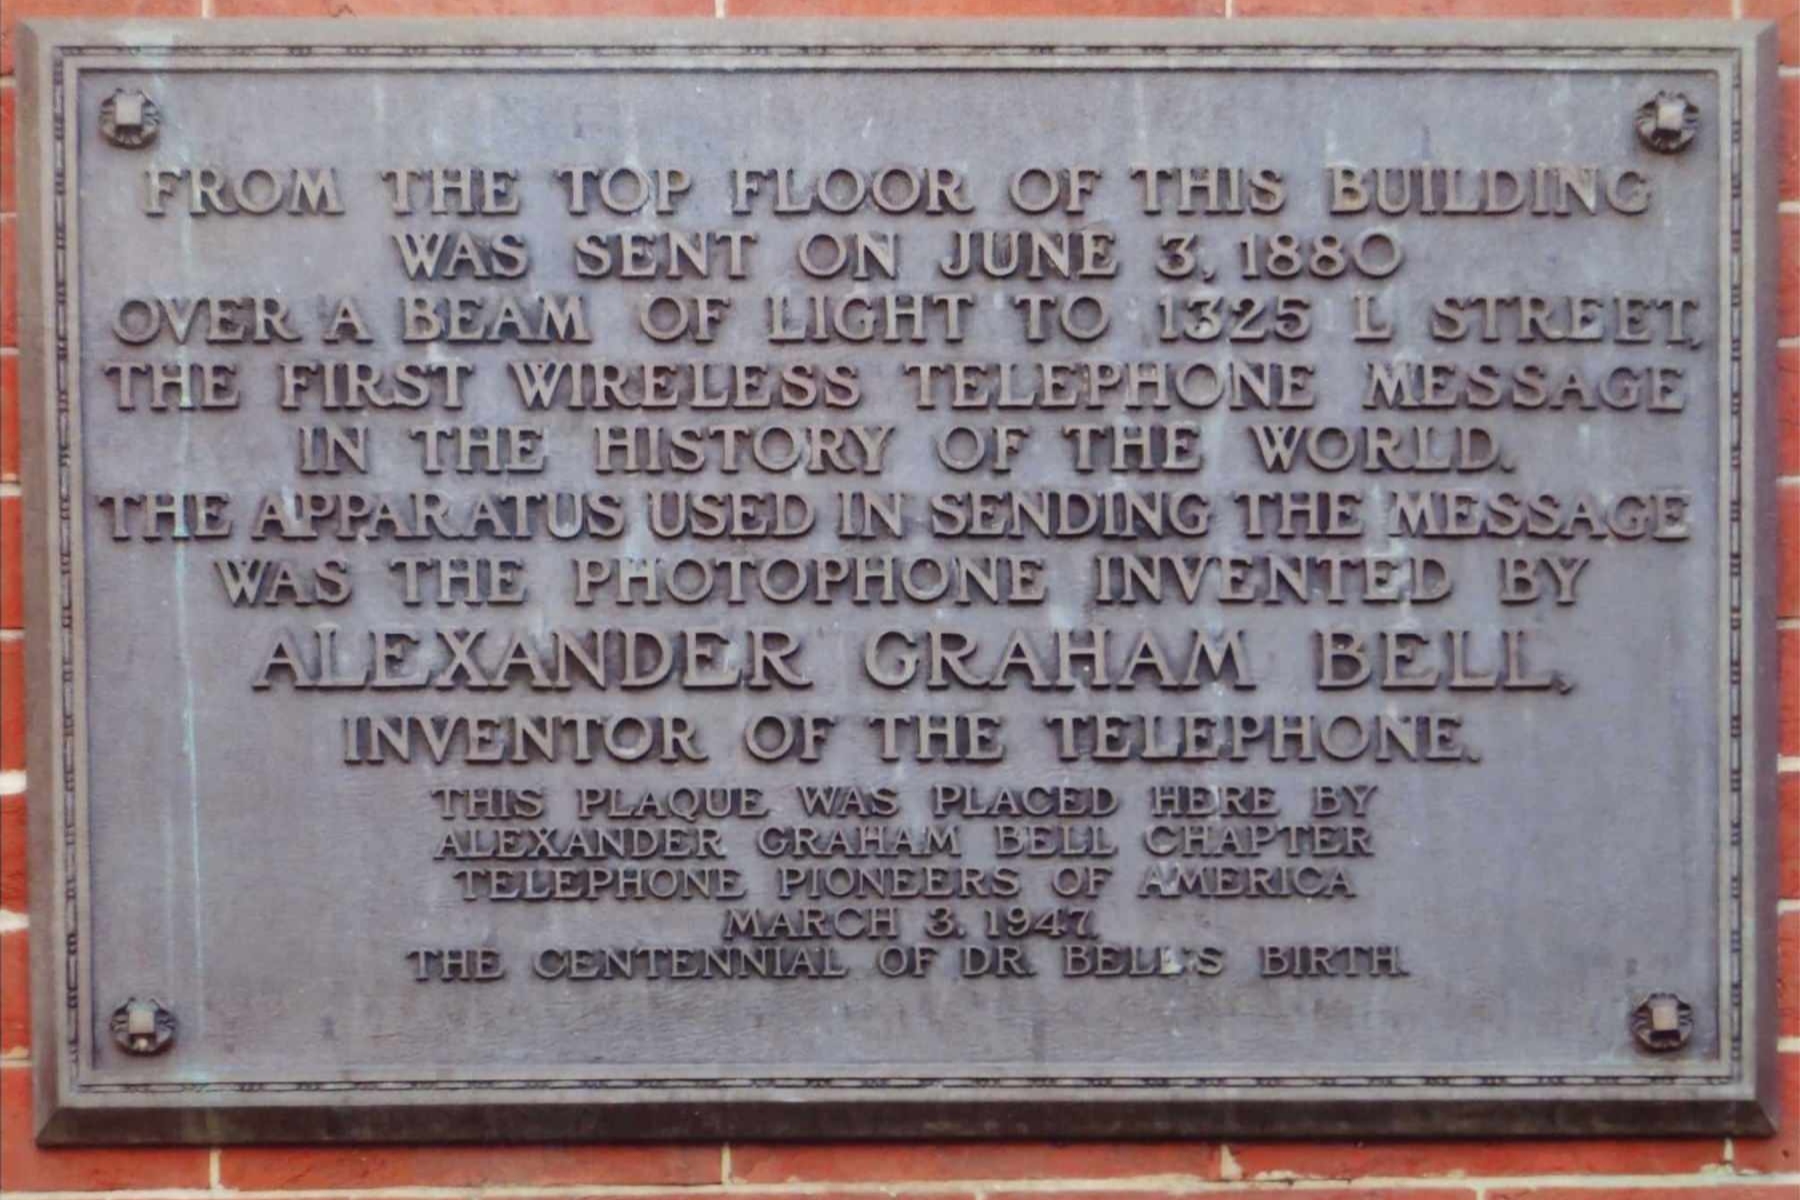 FROM THE TOP FLOOR OF THIS BUILDING
WAS SENT ON JUNE 3, 1880
OVER A BEAM OF LIGHT TO 1325 L STREET,
THE FIRST WIRELESS TELEPHONE MESSAGE
IN THE HISTORY OF THE WORLD.
THE APPARATUS USED IN SENDING THE MESSAGE
WAS THE PHOTOPHONE INVENTED BY
ALEXANDER GRAHAM BELL,
INVENTOR OF THE TELEPHONE.
THIS PLAQUE WAS PLACED HERE BY
ALEXANDER GRAHAM BELL CHAPTER
TELEPHONE PIONEERS OF AMERICA
MARCH 3. 1947.
THE CENTENNIAL OF DR. BELL'S BIRTH.